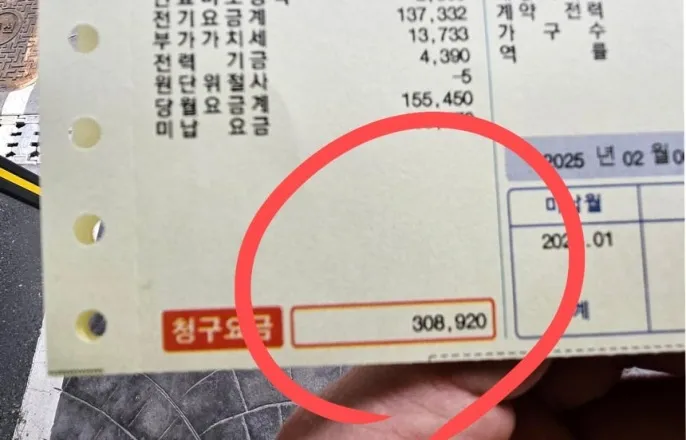 전기요금계 137,332
부가가치세 13,733
전력기금 4,390
원단위절사 -5
당월요금계 155,450
미납요금
청구요금 308,920
계약전력
가구수
역률
2025 년 02 월
미납월
.01
계